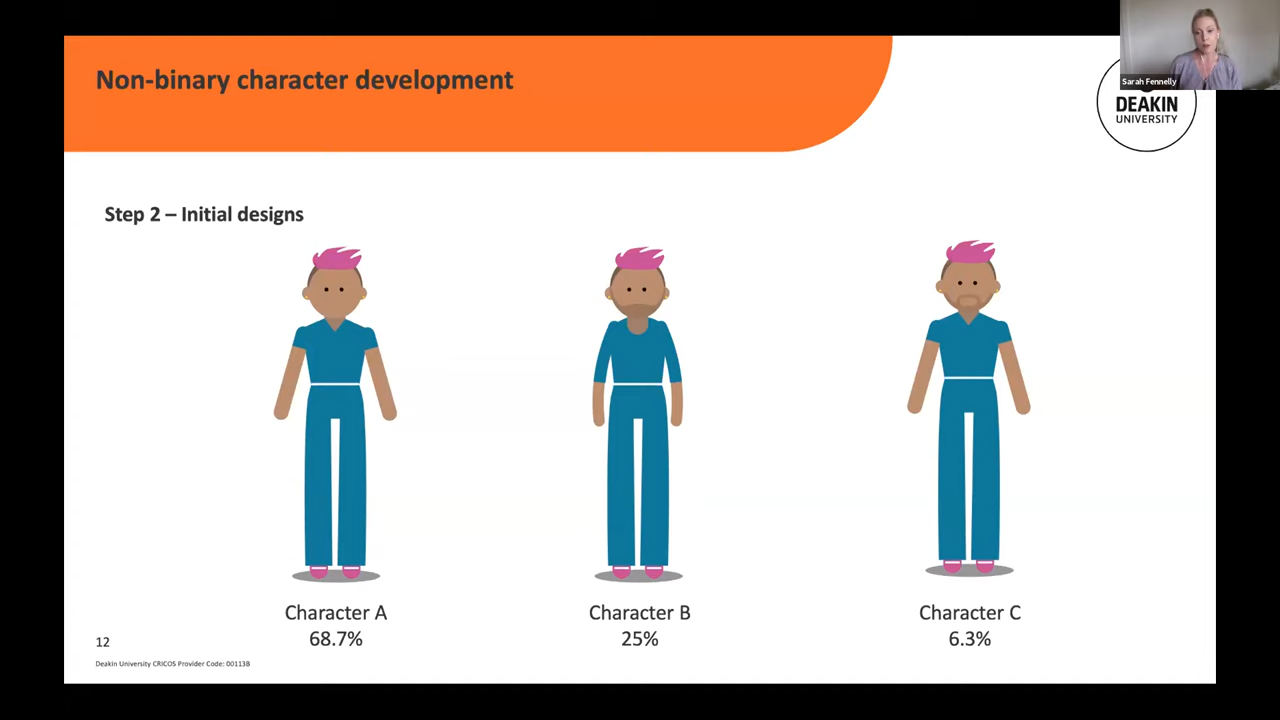 Non-binary character development
Sarah Fennelly
DEAKIN
UNIVERSITY
Step 2 – Initial designs
Character A
68.7%
Character B
25%
Character C
6.3%
12
Deakin University CRICOS Provider Code: 00113B